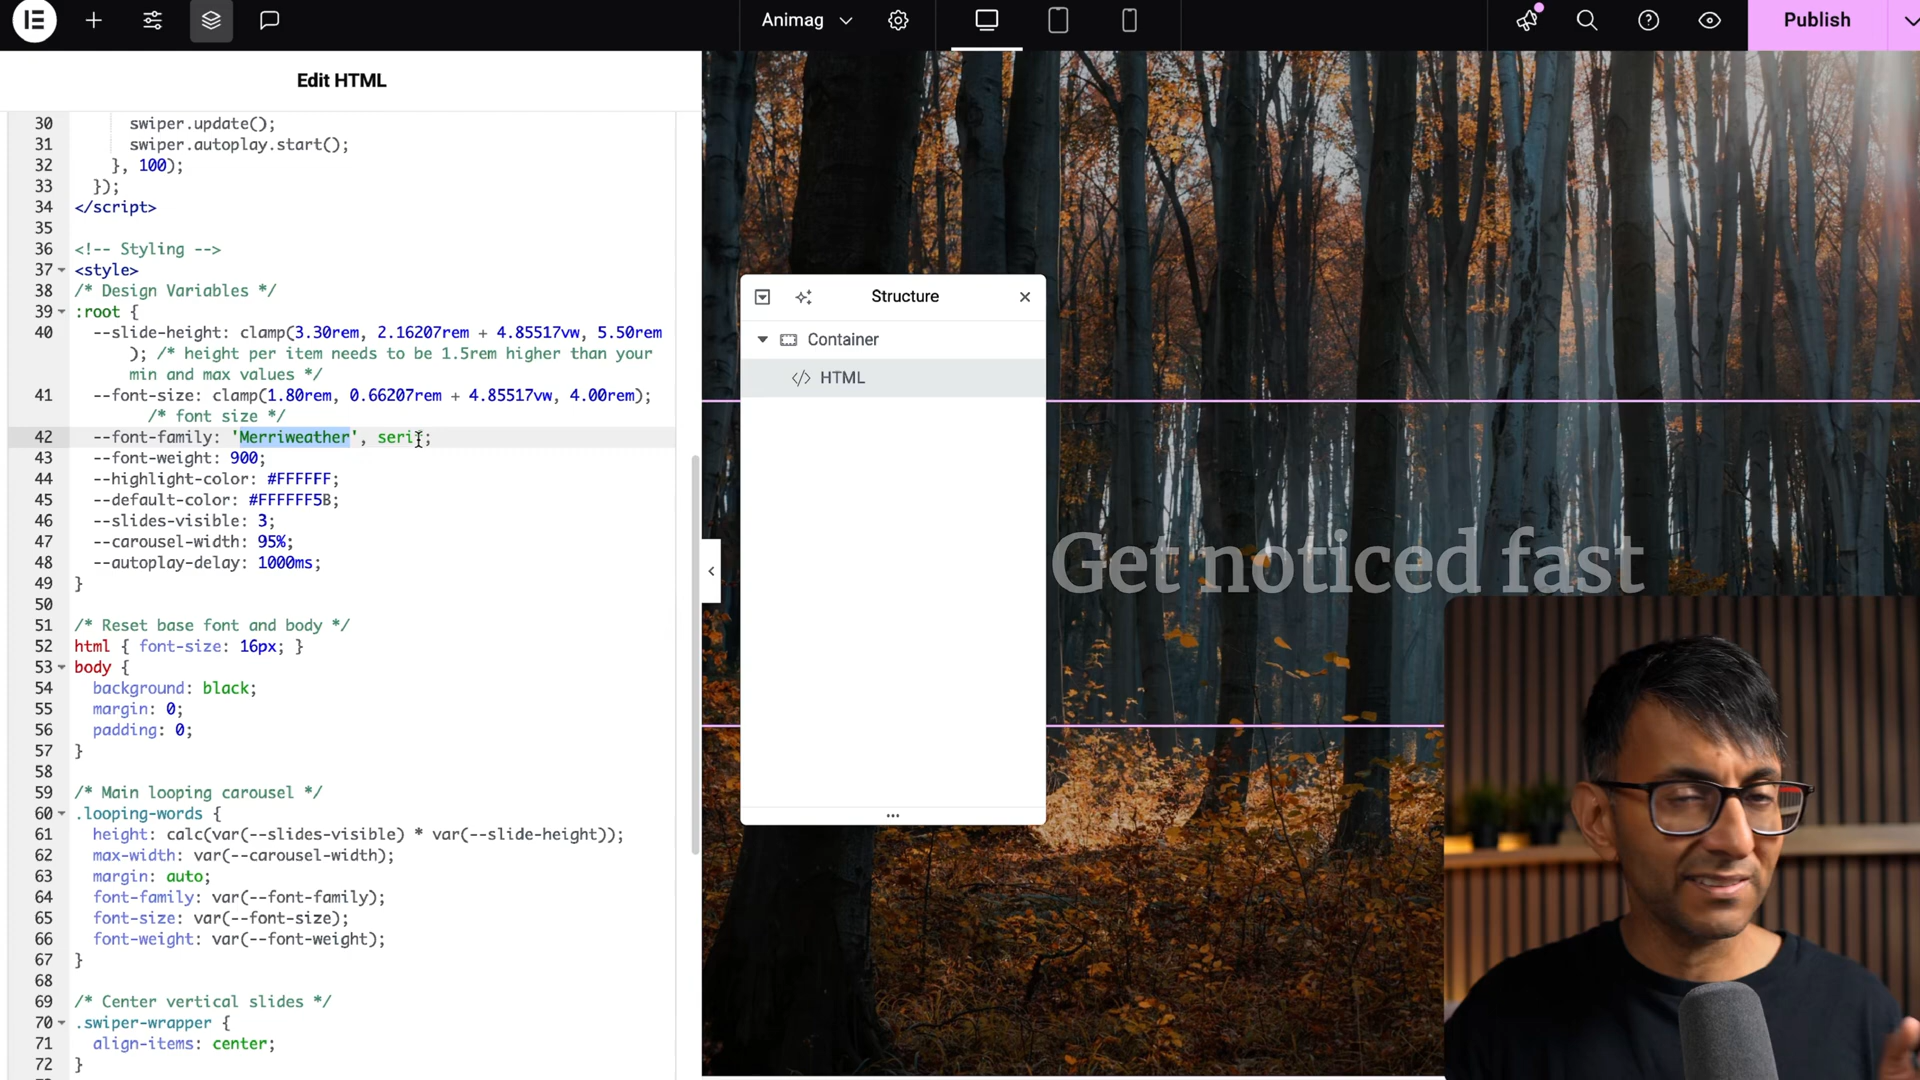 Animag
Publish
Edit HTML
30 swiper.update();
31 swiper.autoplay.start();
32 }, 100);
33 });
34 </script>
35
36 <!-- Styling -->
37 <style>
38 /* Design Variables */
39 :root {
40 --slide-height: clamp(3.30rem, 2.16207rem + 4.85517vw, 5.50rem
); /* height per item needs to be 1.5rem higher than your
min and max values */
41 --font-size: clamp(1.80rem, 0.66207rem + 4.85517vw, 4.00rem);
/* font size */
42 --font-family: 'Merriweather', serif;
43 --font-weight: 900;
44 --highlight-color: #FFFFFF;
45 --default-color: #FFFFFF5B;
46 --slides-visible: 3;
47 --carousel-width: 95%;
48 --autoplay-delay: 1000ms;
49 }
50
51 /* Reset base font and body */
52 html { font-size: 16px; }
53 body {
54 background: black;
55 margin: 0;
56 padding: 0;
57 }
58
59 /* Main looping carousel */
60 .looping-words {
61 height: calc(var(--slides-visible) * var(--slide-height));
62 max-width: var(--carousel-width);
63 margin: auto;
64 font-family: var(--font-family);
65 font-size: var(--font-size);
66 font-weight: var(--font-weight);
67 }
68
69 /* Center vertical slides */
70 .swiper-wrapper {
71 align-items: center;
72 }
Structure
Container
</> HTML
Get noticed fast